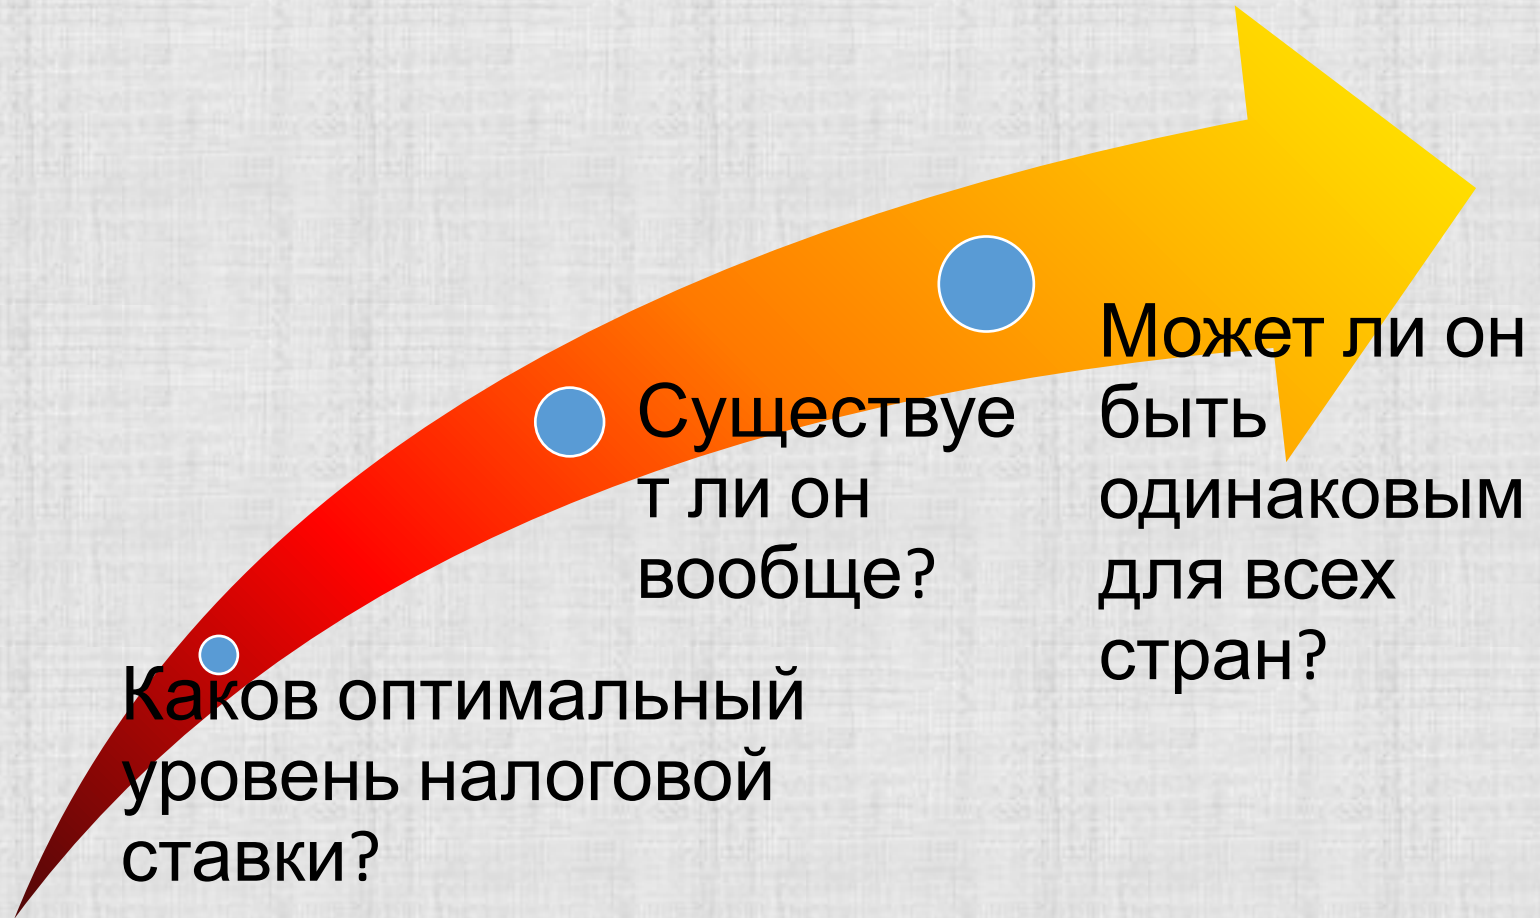 Каков оптимальный
уровень налоговой
ставки?
Существуе
т ли он
вообще?
Может ли он
быть
одинаковым
для всех
стран?